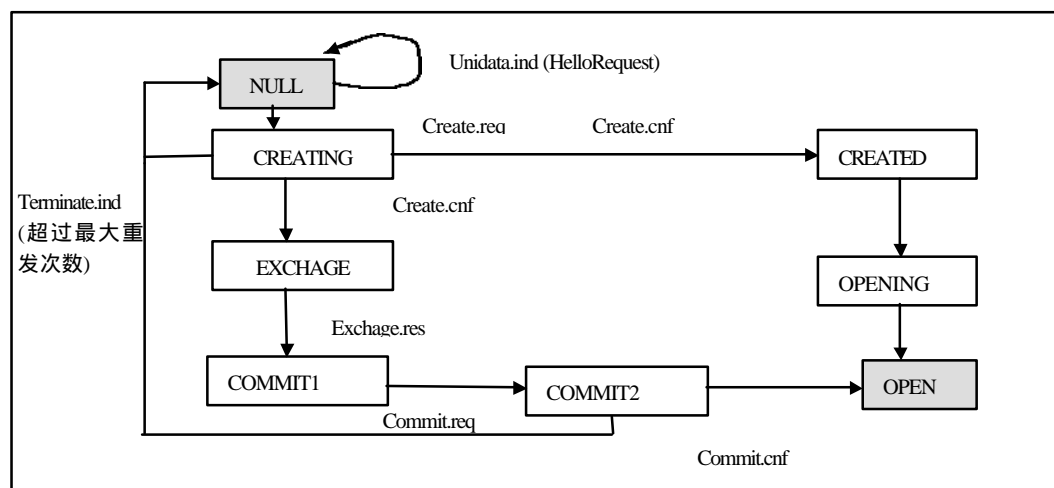 Unidata.ind (HelloRequest)
NULL
Create.req
Create.cnf
CREATING
CREATED
Terminate.ind
(超过最大重
发次数)
Create.cnf
EXCHAGE
OPENING
Exchage.res
COMMIT1
COMMIT2
OPEN
Commit.req
Commit.cnf